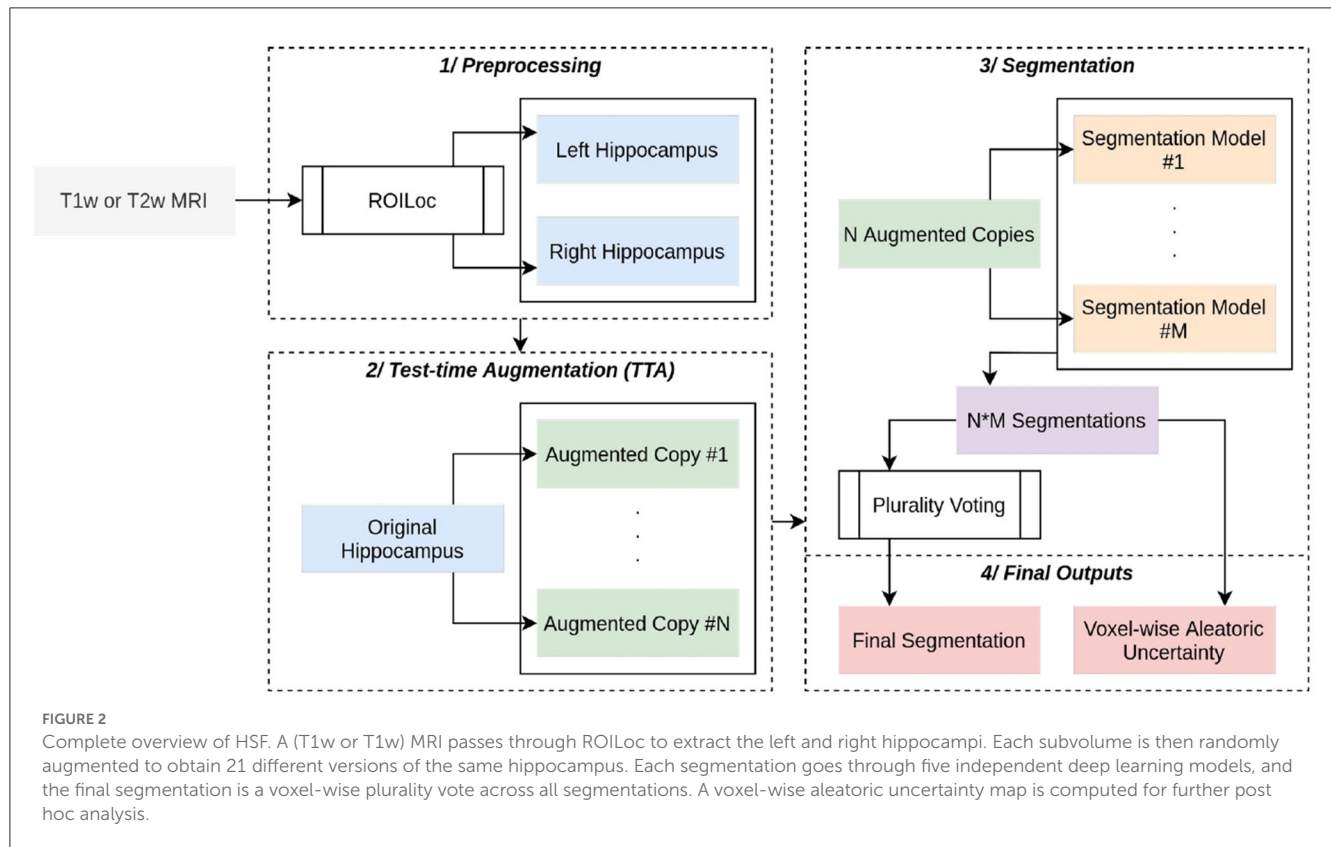 1/ Preprocessing
T1w or T2w MRI
ROILoc
Left Hippocampus
Right Hippocampus
2/ Test-time Augmentation (TTA)
Original
Hippocampus
Augmented Copy #1
.
.
.
Augmented Copy #N
3/ Segmentation
N Augmented Copies
Segmentation Model
#1
.
.
.
Segmentation Model
#M
N*M Segmentations
Plurality Voting
4/ Final Outputs
Final Segmentation
Voxel-wise Aleatoric
Uncertainty
FIGURE 2
Complete overview of HSF. A (T1w or T1w) MRI passes through ROILoc to extract the left and right hippocampi. Each subvolume is then randomly
augmented to obtain 21 different versions of the same hippocampus. Each segmentation goes through five independent deep learning models, and
the final segmentation is a voxel-wise plurality vote across all segmentations. A voxel-wise aleatoric uncertainty map is computed for further post
hoc analysis.